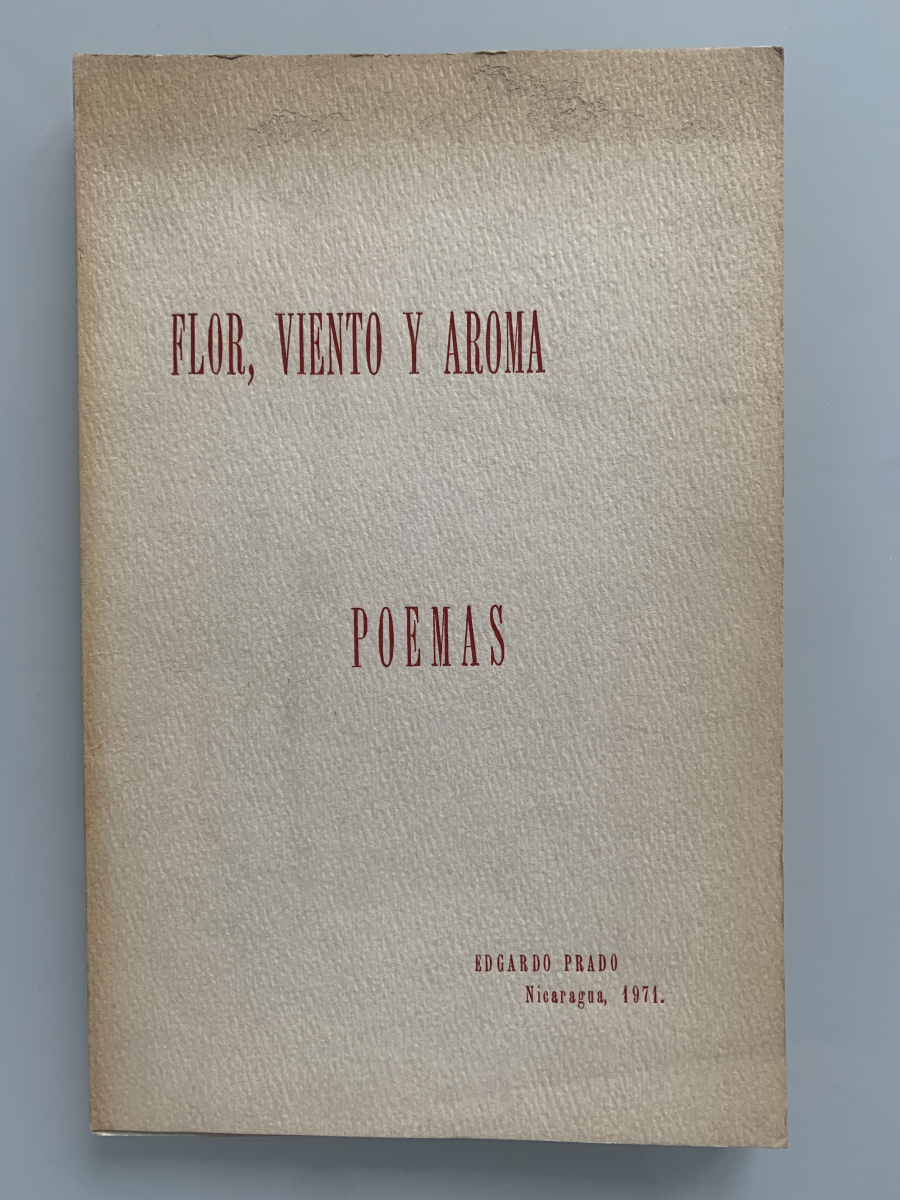 FLOR, VIENTO Y AROMA
POEMAS
EDGARDO PRADO
Nicaragua, 1971.